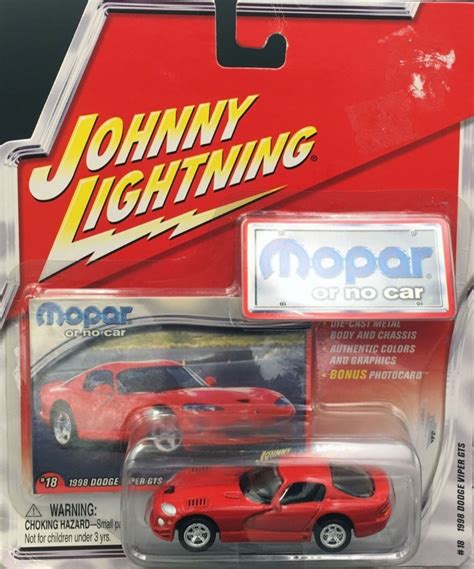 JOHNNY
LIGHTNING®
Mopar
or no car
Mopar
or no car
• DIE-CAST METAL
BODY AND CHASSIS
• AUTHENTIC COLORS
AND GRAPHICS
• BONUS PHOTOCARD
#18 1998 DODGE VIPER GTS
JOHNNY
WARNING:
CHOKING HAZARD—Small
Not for children under 3 yrs.
#18 1998 DODGE VIPER GTS